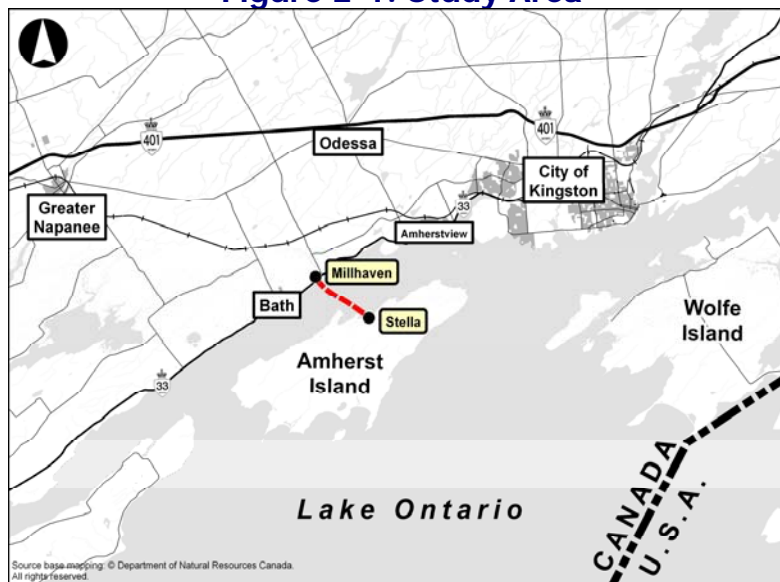 Figure 2-1: Study Area
401
401
Odessa
City of
Kingston
Greater
Napanee
33
Amherstview
Millhaven
Bath
Stella
Wolfe
Island
Amherst
Island
33
CANADA
U.S.A.
Lake Ontario
Source base mapping: © Department of Natural Resources Canada.
All rights reserved.